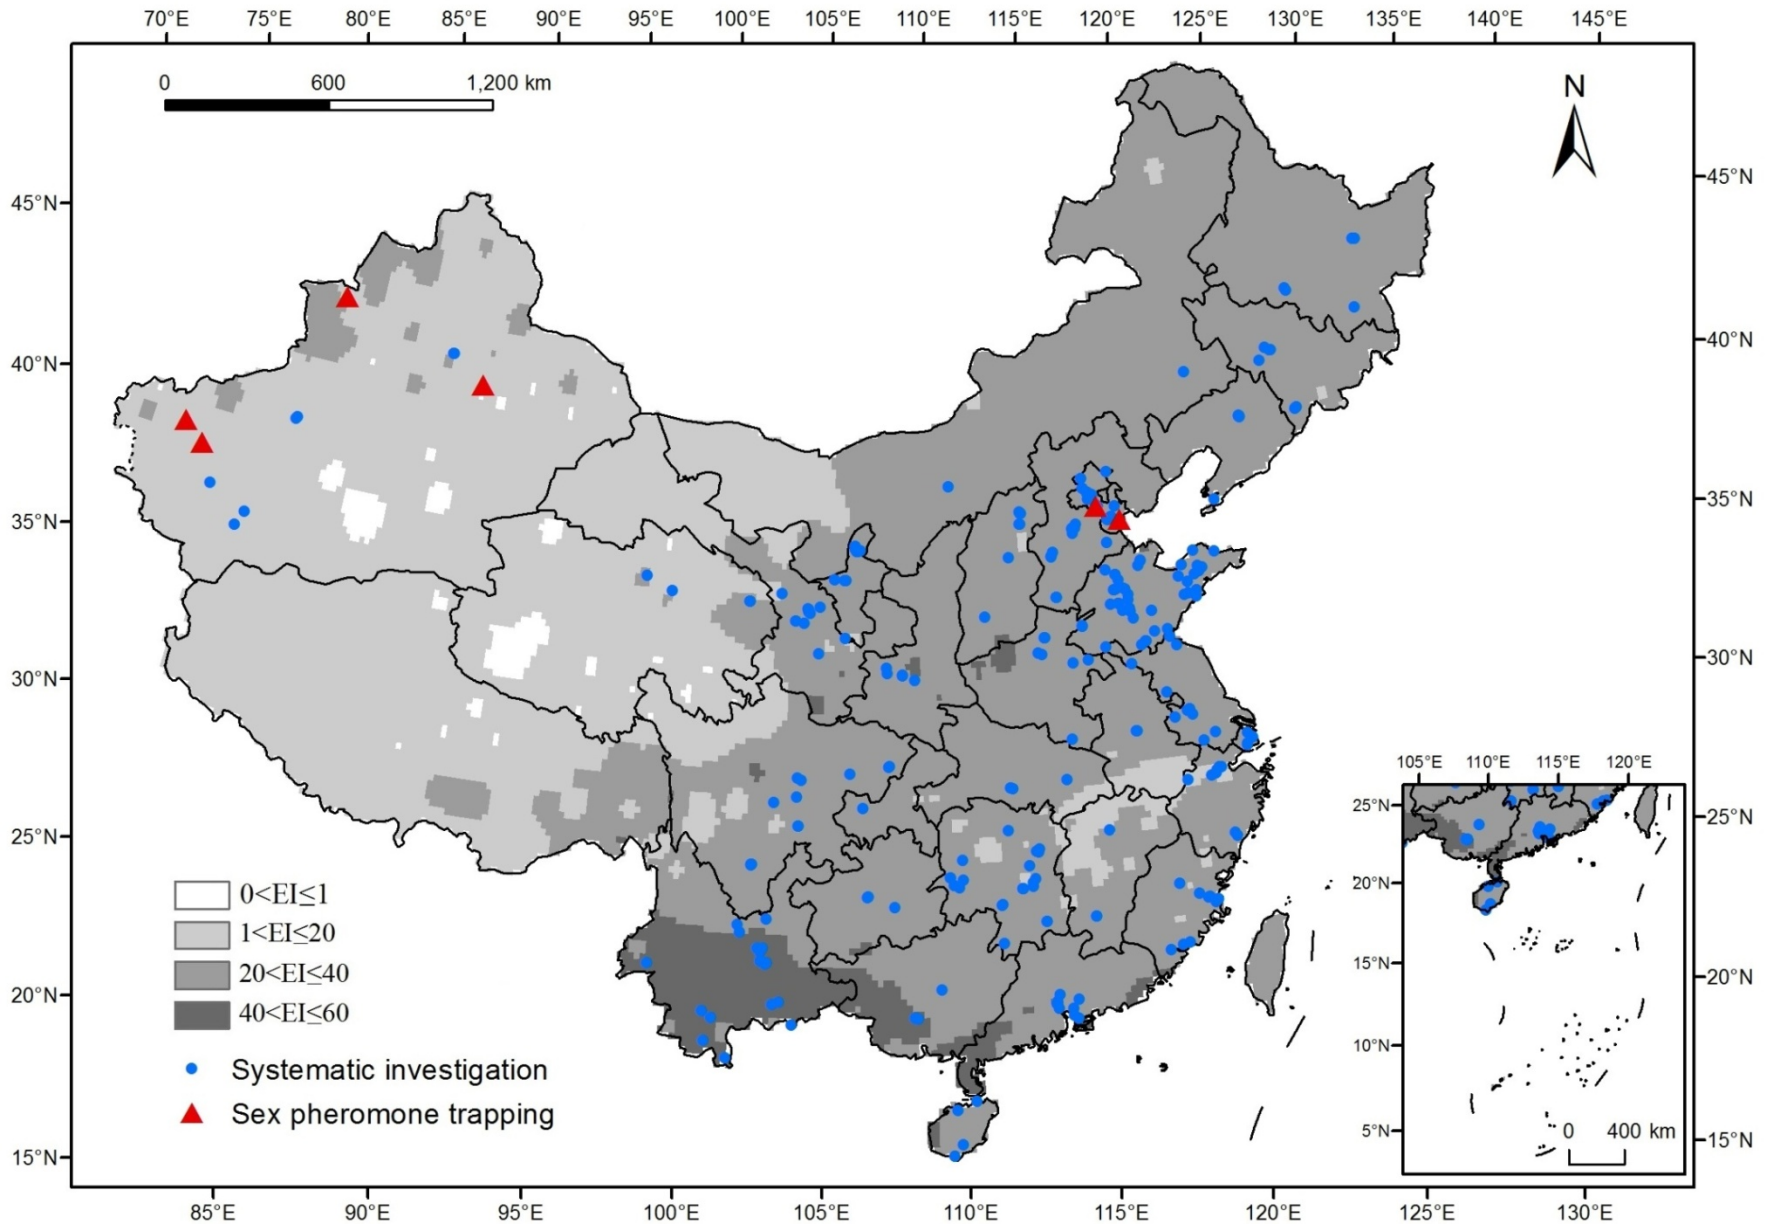 70°E 75°E 80°E 85°E 90°E 95°E 100°E 105°E 110°E 115°E 120°E 125°E 130°E 135°E 140°E 145°E
0 600 1,200 km
N
45°N 45°N
40°N 40°N
35°N 35°N
30°N 30°N
25°N 25°N
20°N 20°N
15°N 15°N
0<EI≤1
1<EI≤20
20<EI≤40
40<EI≤60
Systematic investigation
Sex pheromone trapping
105°E 110°E 115°E 120°E
25°N
20°N
15°N
10°N
5°N
0 400 km
85°E 90°E 95°E 100°E 105°E 110°E 115°E 120°E 125°E 130°E